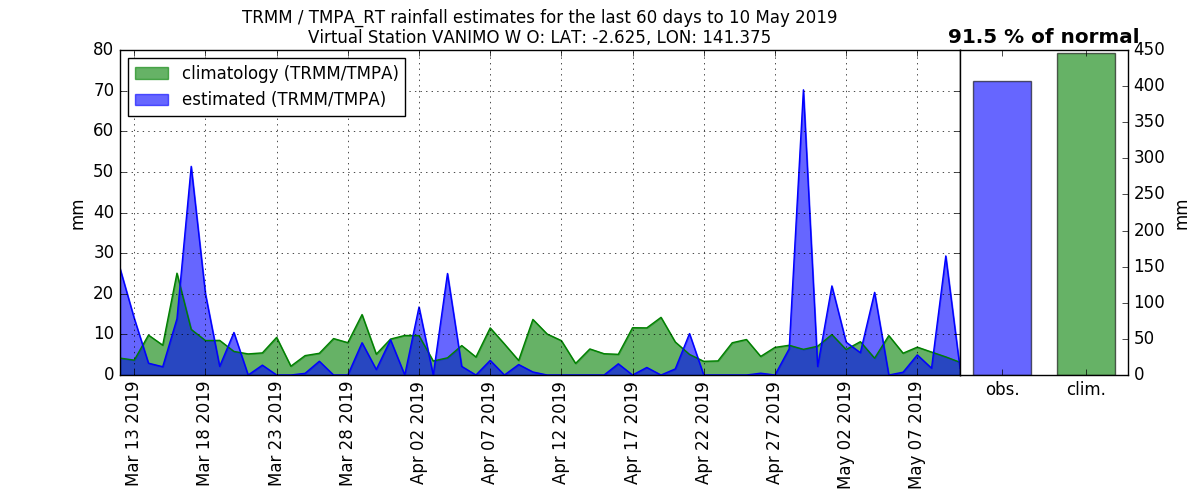 TRMM / TMPA_RT rainfall estimates for the last 60 days to 10 May 2019
Virtual Station VANIMO W O: LAT: -2.625, LON: 141.375
91.5 % of normal
climatology (TRMM/TMPA)
estimated (TRMM/TMPA)
80
70
60
50
40
30
20
10
0
mm
Mar 13 2019
Mar 18 2019
Mar 23 2019
Mar 28 2019
Apr 02 2019
Apr 07 2019
Apr 12 2019
Apr 17 2019
Apr 22 2019
Apr 27 2019
May 02 2019
May 07 2019
obs.
clim.
450
400
350
300
250
200
150
100
50
0
mm